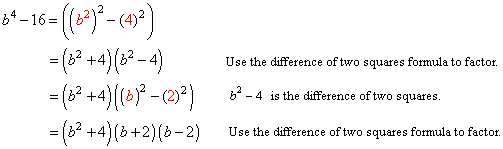 b⁴ − 16 = ((b²)² − (4)²)
= (b² + 4)(b² − 4) Use the difference of two squares formula to factor.
= (b² + 4)((b)² − (2)²) b² − 4 is the difference of two squares.
= (b² + 4)(b + 2)(b − 2) Use the difference of two squares formula to factor.